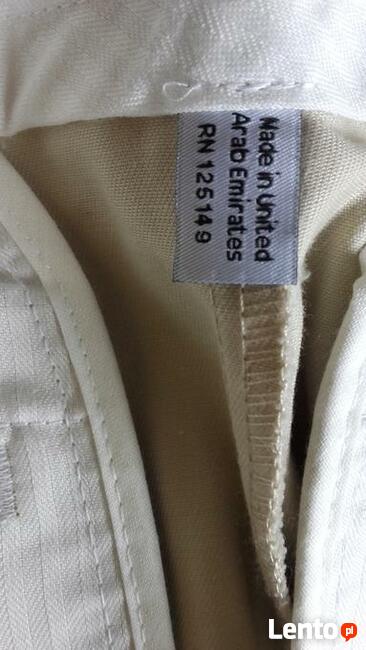 Made in United
Arab Emirates
RN 125149
Lento.pl